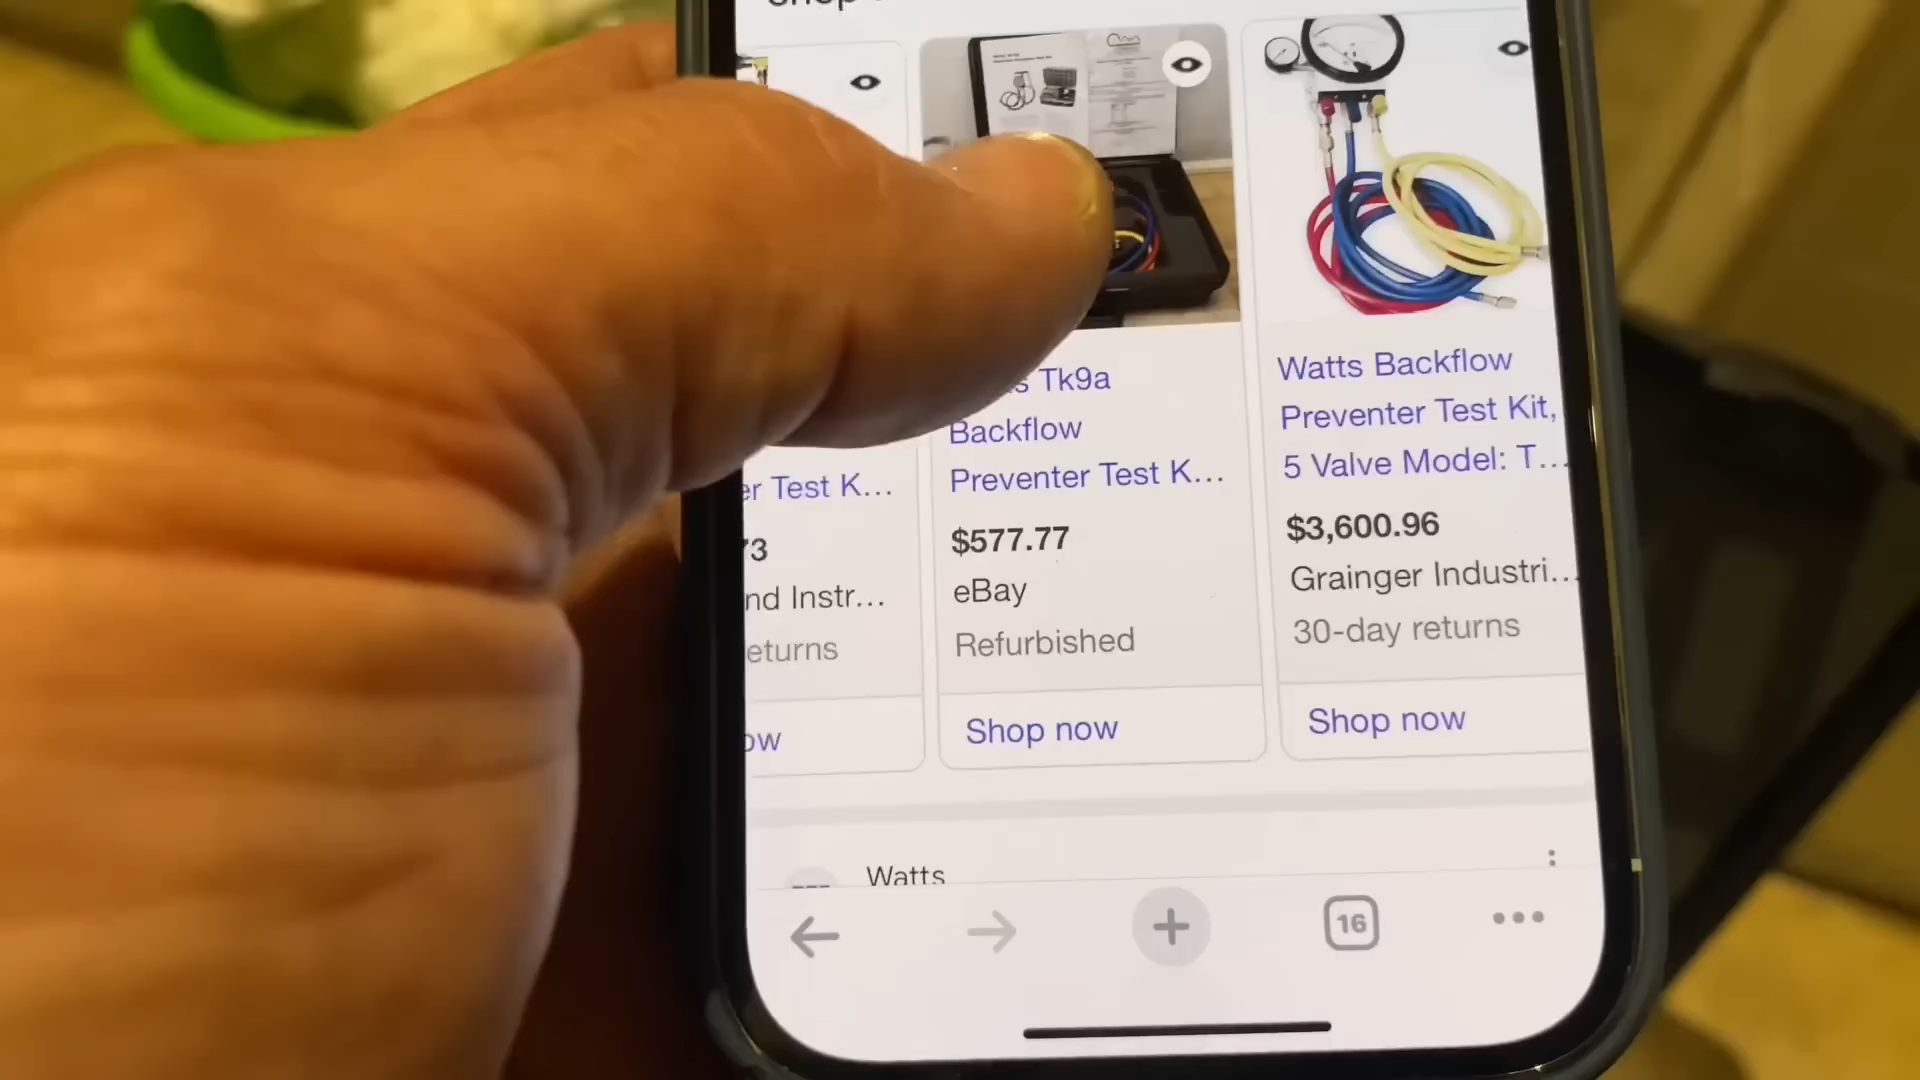 er Test K...
nd Instr...
eturns
ow
Tk9a
Backflow
Preventer Test K...
$577.77
eBay
Refurbished
Shop now
Watts Backflow
Preventer Test Kit,
5 Valve Model: T...
$3,600.96
Grainger Industri...
30-day returns
Shop now
Watts
16